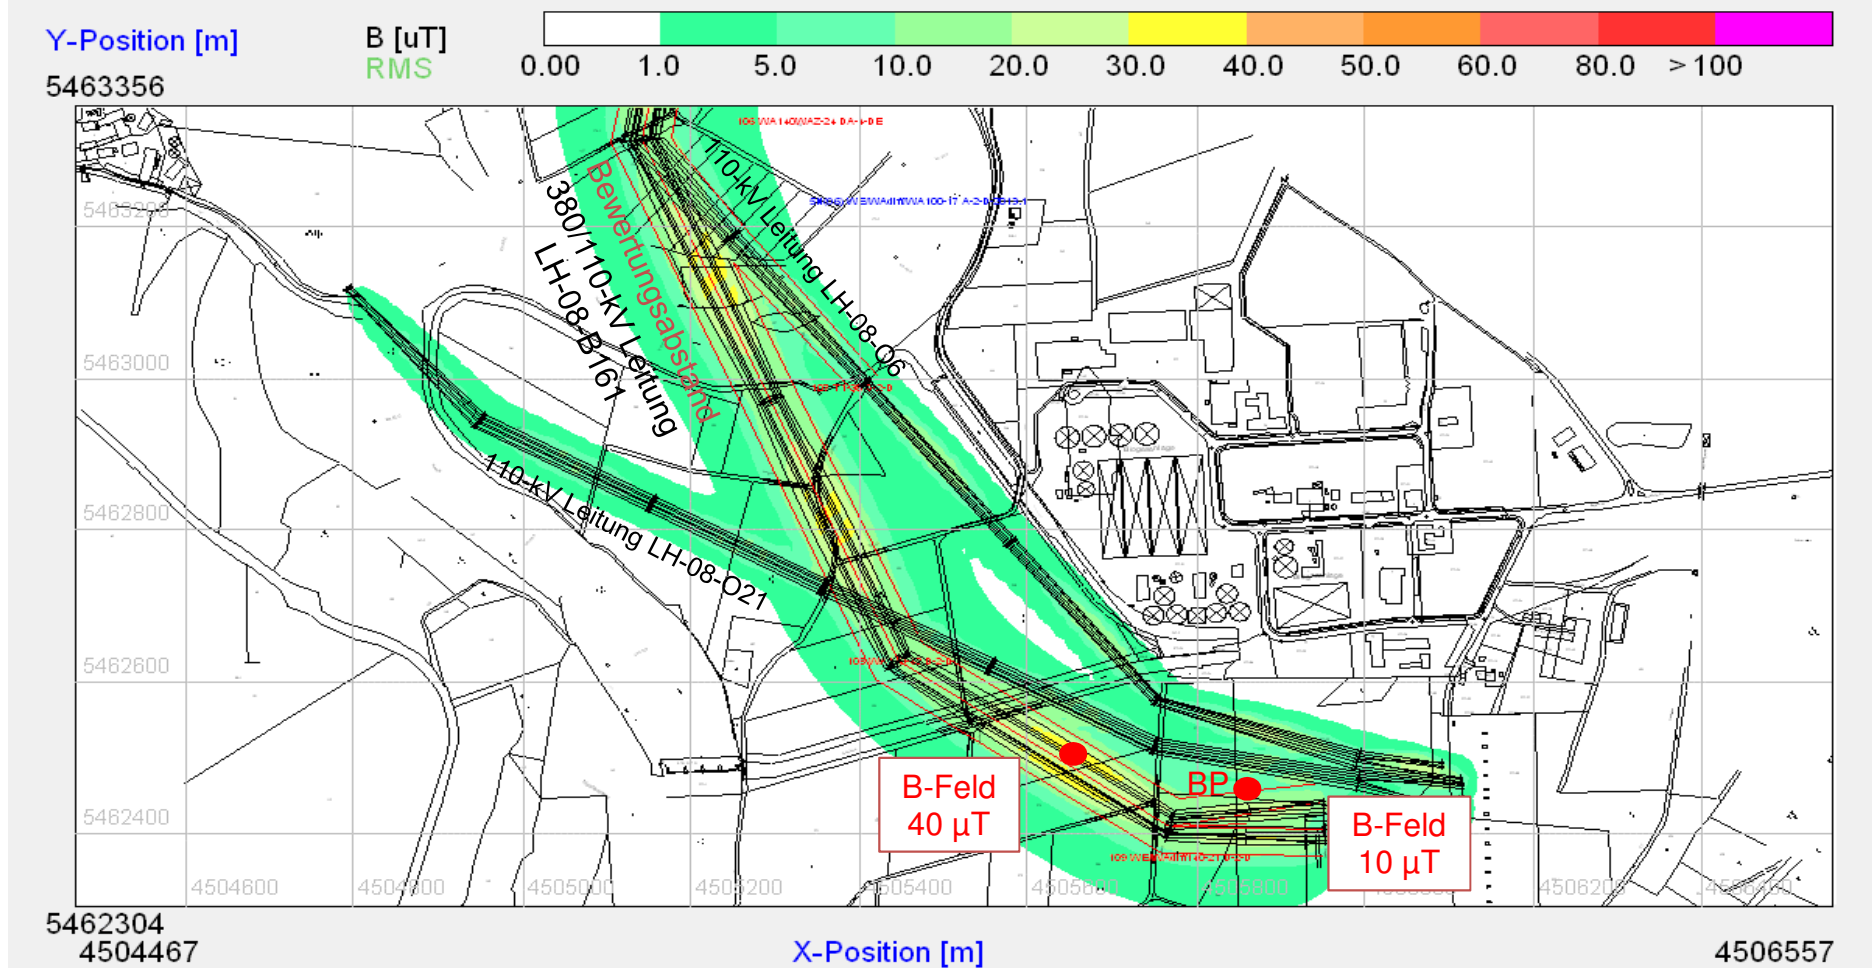 Y-Position [m]
B [uT]
RMS
0.00
1.0
5.0
10.0
20.0
30.0
40.0
50.0
60.0
80.0
> 100
5463356
5463200
110-kV Leitung LH-08-O6
Bewertungsabstand
380/110-kV Leitung
LH-08-B161
5463000
110-kV Leitung LH-08-O21
5462800
5462600
BP
B-Feld
40 µT
B-Feld
10 µT
5462400
4504600
4504800
4505000
4505200
4505400
4505600
4505800
4506200
4506400
5462304
4504467
X-Position [m]
4506557